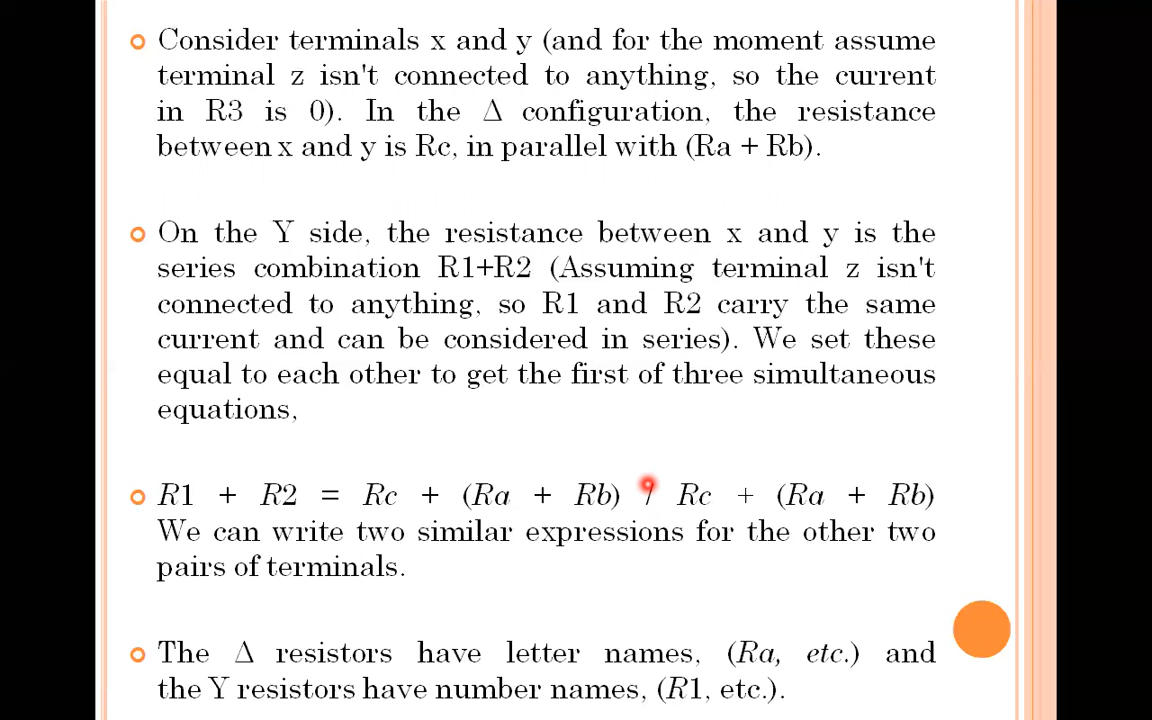 Consider terminals x and y (and for the moment assume
terminal z isn't connected to anything, so the current
in R3 is 0). In the Δ configuration, the resistance
between x and y is Rc, in parallel with (Ra + Rb).
On the Y side, the resistance between x and y is the
series combination R1+R2 (Assuming terminal z isn't
connected to anything, so R1 and R2 carry the same
current and can be considered in series). We set these
equal to each other to get the first of three simultaneous
equations,
R1 + R2 = Rc + (Ra + Rb) / Rc + (Ra + Rb)
We can write two similar expressions for the other two
pairs of terminals.
The Δ resistors have letter names, (Ra, etc.) and
the Y resistors have number names, (R1, etc.).